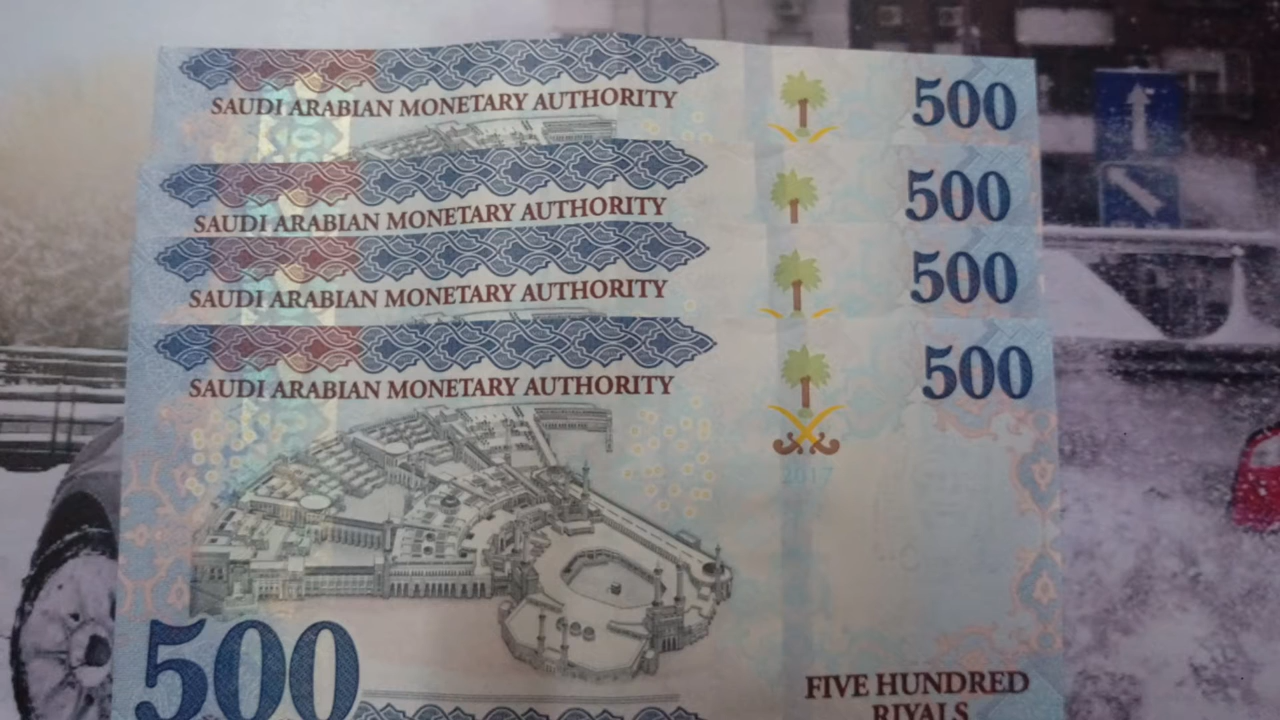 SAUDI ARABIAN MONETARY AUTHORITY
500
SAUDI ARABIAN MONETARY AUTHORITY
500
SAUDI ARABIAN MONETARY AUTHORITY
500
SAUDI ARABIAN MONETARY AUTHORITY
500
2017
500
FIVE HUNDRED
RIYALS